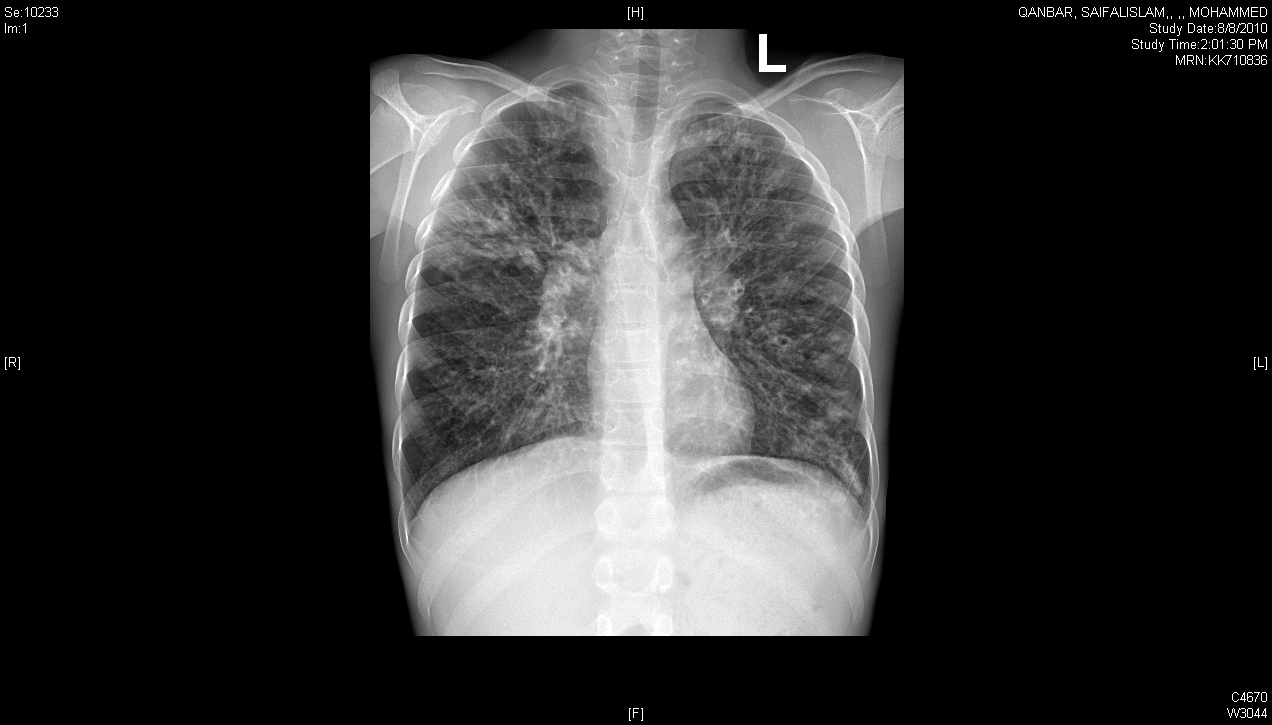 Se:10233
Im:1
[H]
QANBAR, SAIFALISLAM,, ,, MOHAMMED
Study Date:8/8/2010
Study Time:2:01:30 PM
MRN:KK710836
L
[R]
[L]
[F]
C4670
W3044